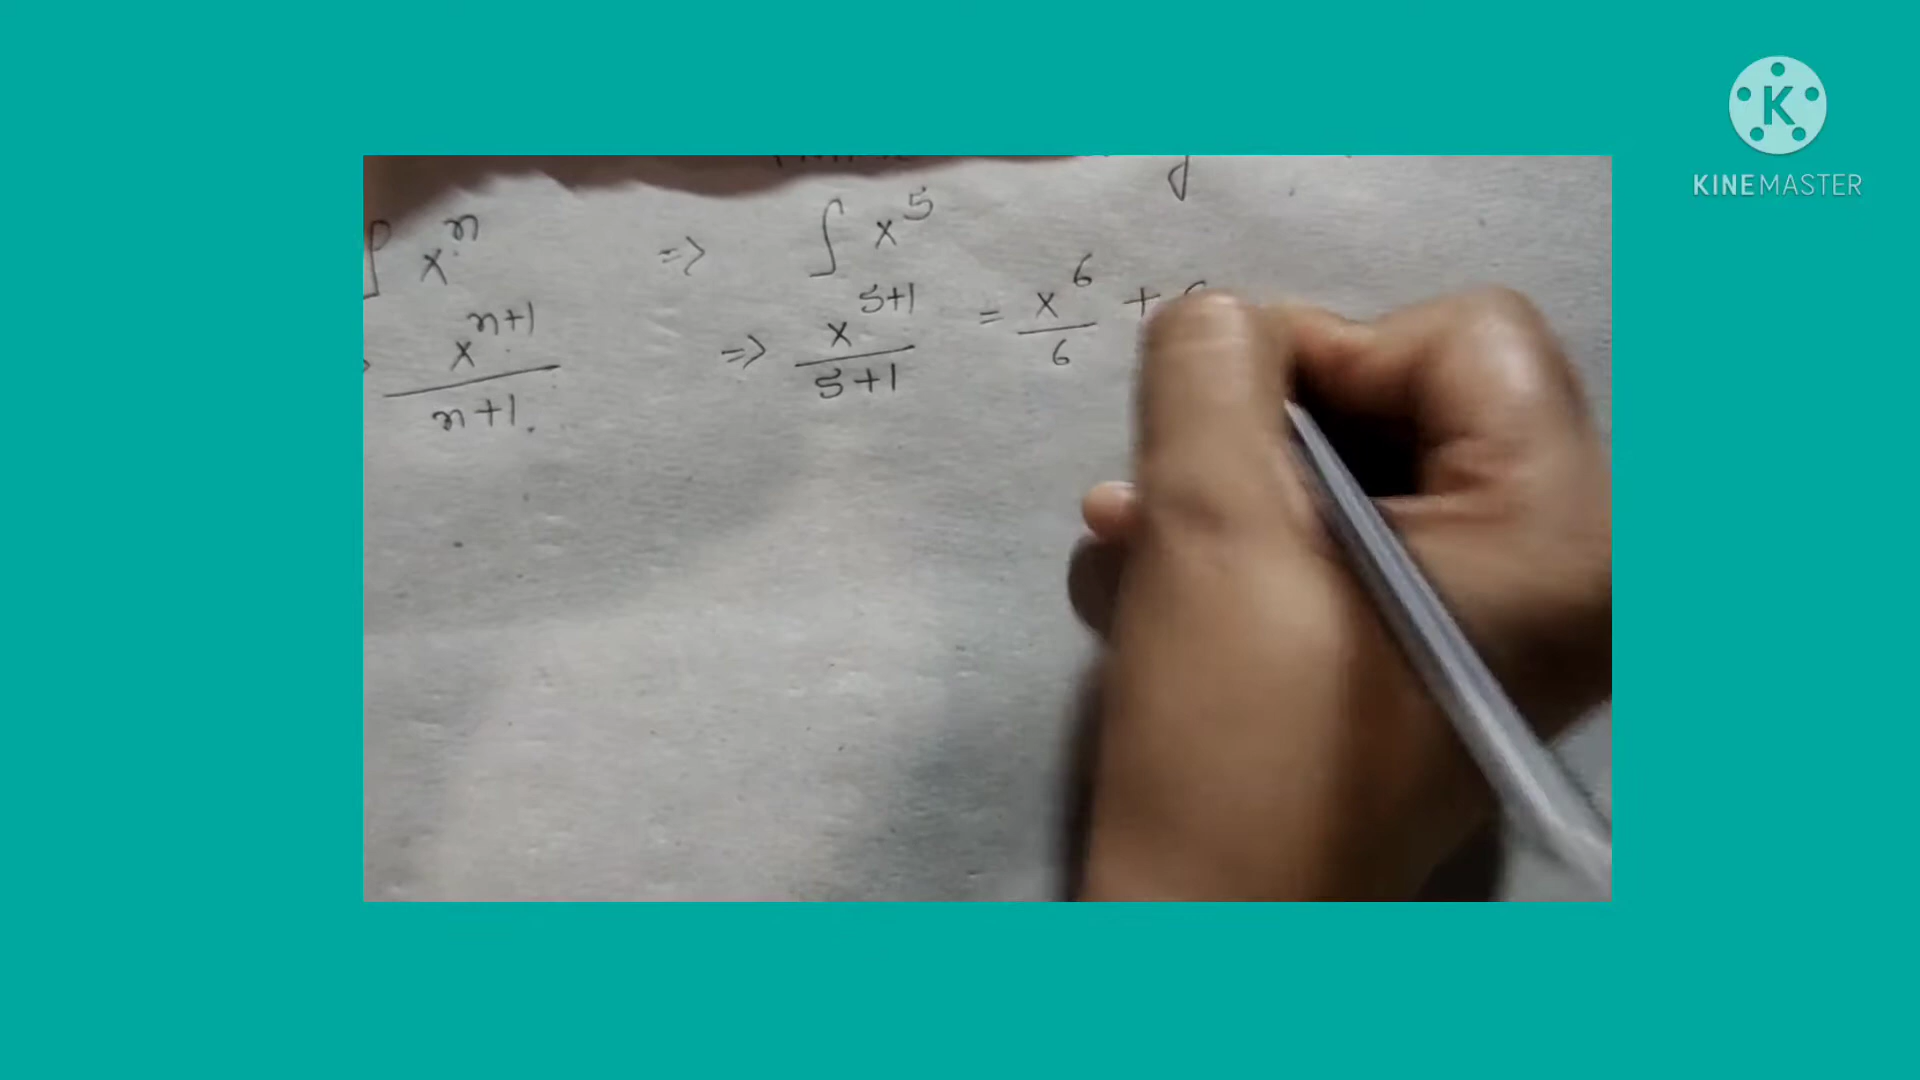 K
KINEMASTER
∫ x^n => ∫ x^5
x^(n+1)/(n+1). => x^(5+1)/(5+1) = x^6/6 +